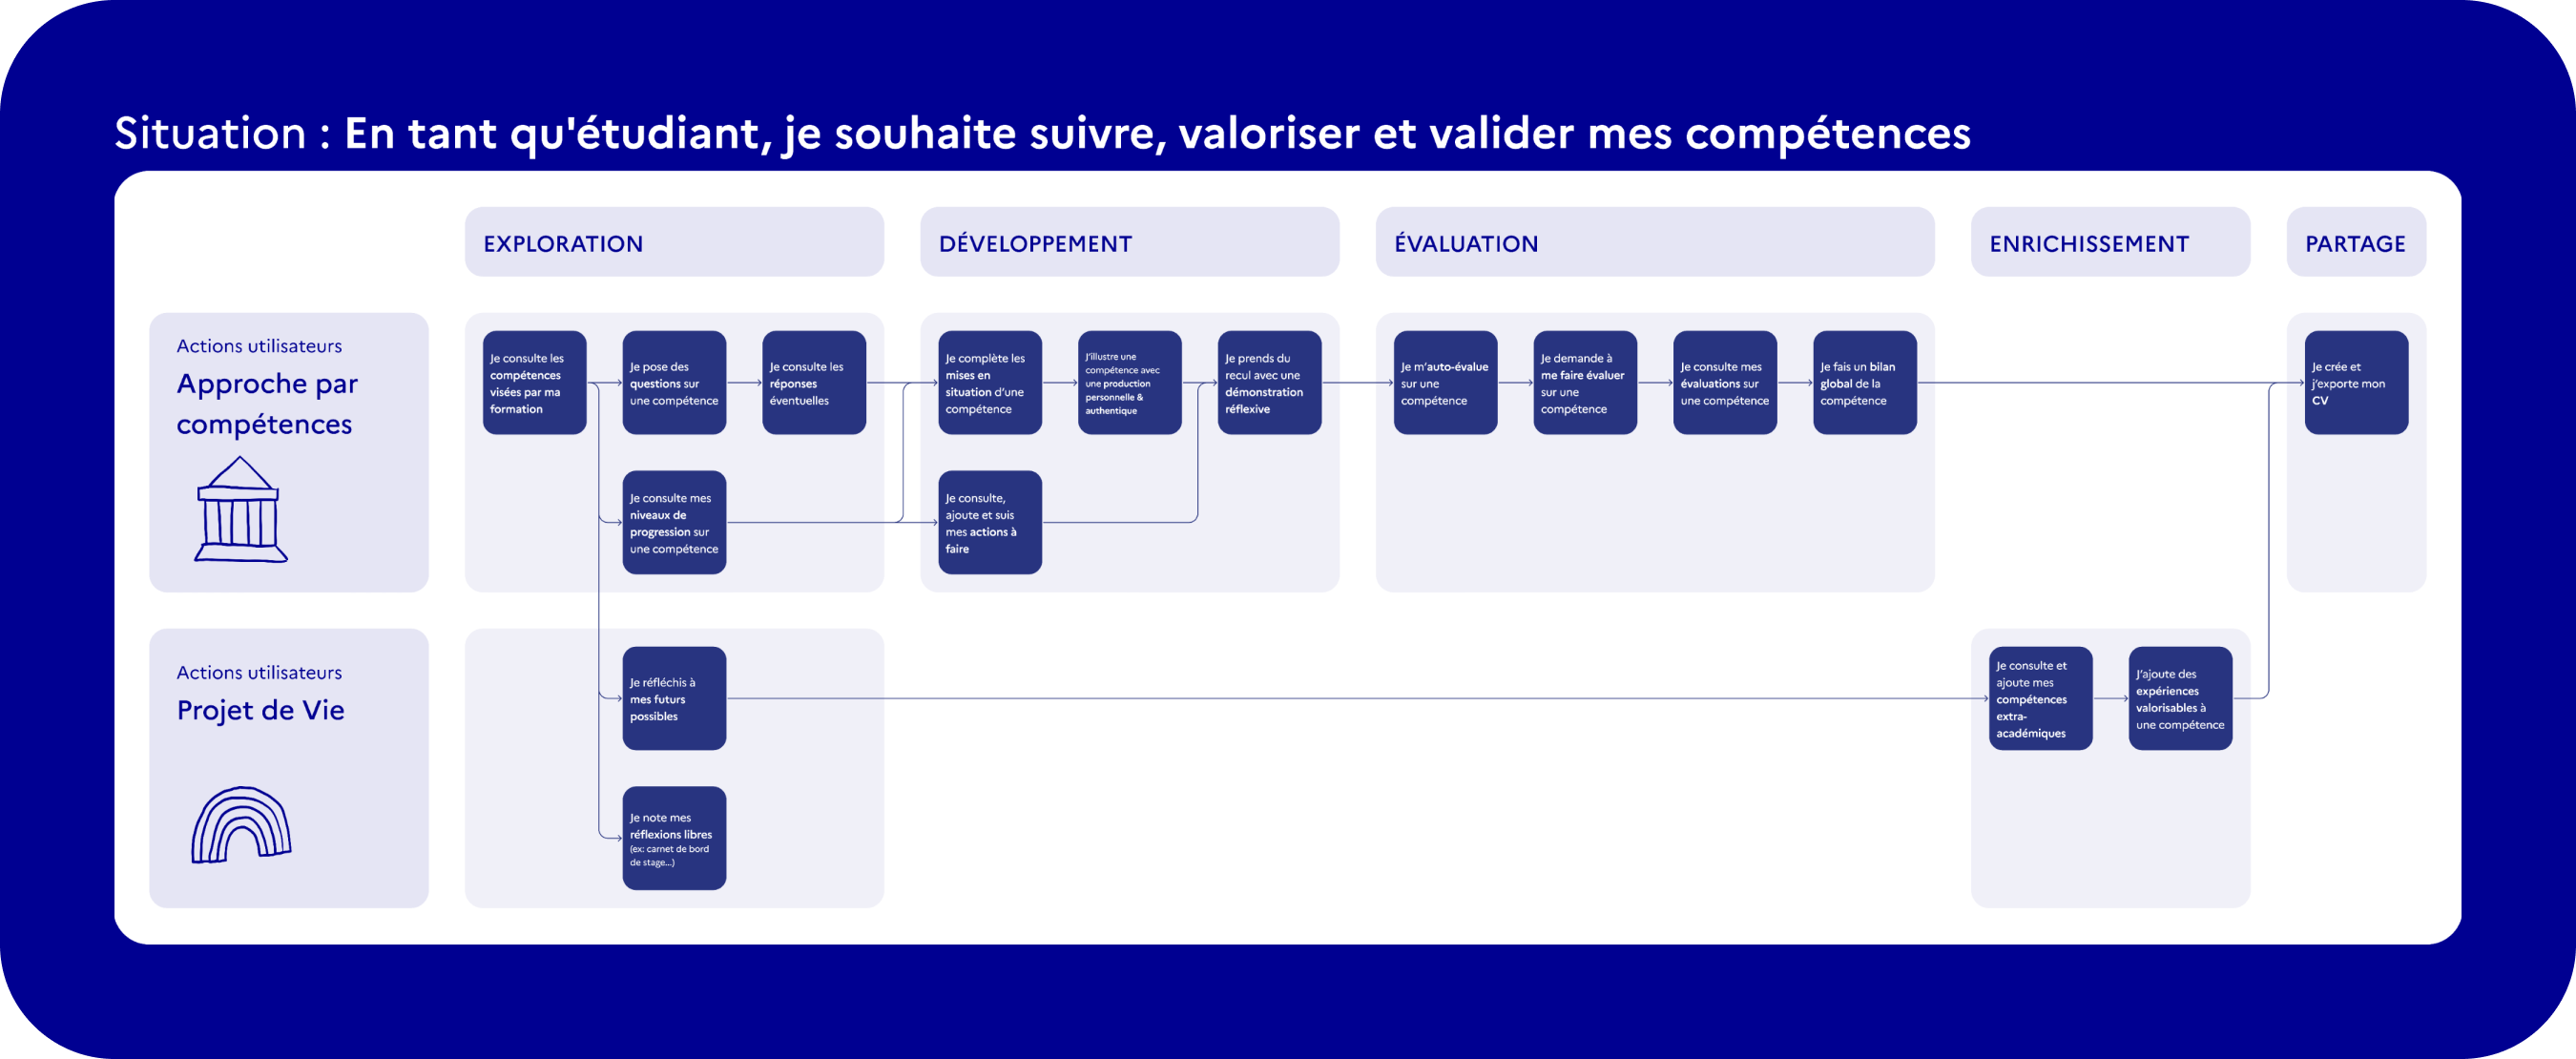 Situation : En tant qu'étudiant, je souhaite suivre, valoriser et valider mes compétences
EXPLORATION
DÉVELOPPEMENT
ÉVALUATION
ENRICHISSEMENT
PARTAGE
Actions utilisateurs
Approche par
compétences
Je consulte les
compétences
visées par ma
formation
Je pose des
questions sur
une compétence
Je consulte les
réponses
éventuelles
Je consulte mes
niveaux de
progression sur
une compétence
Je complète les
mises en
situation d'une
compétence
J'illustre une
compétence avec
une production
personnelle &
authentique
Je prends du
recul avec une
démonstration
réflexive
Je consulte,
ajoute et suis
mes actions à
faire
Je m'auto-évalue
sur une
compétence
Je demande à
me faire évaluer
sur une
compétence
Je consulte mes
évaluations sur
une compétence
Je fais un bilan
global de la
compétence
Je crée et
j'exporte mon
CV
Actions utilisateurs
Projet de Vie
Je réfléchis à
mes futurs
possibles
Je note mes
réflexions libres
(ex: carnet de bord
de stage...)
Je consulte et
ajoute mes
compétences
extra-
académiques
J'ajoute des
expériences
valorisables à
une compétence